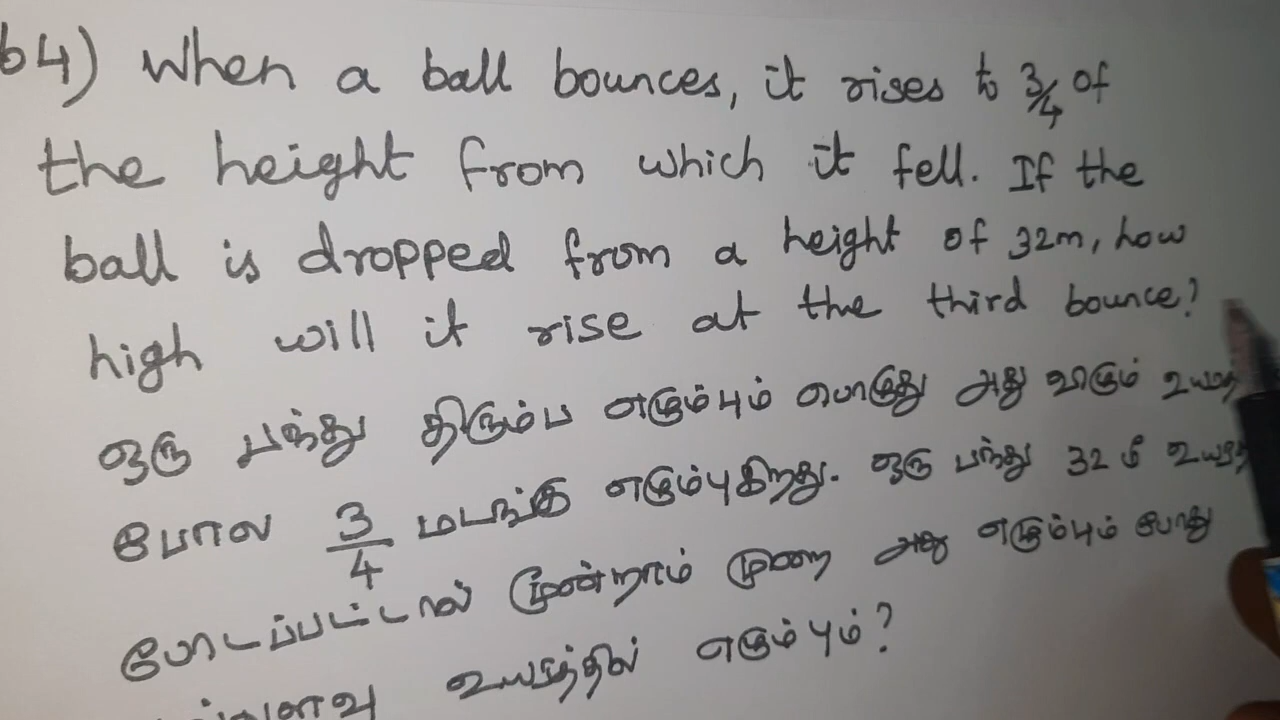 64) When a ball bounces, it rises to 3/4 of
the height from which it fell. If the
ball is dropped from a height of 32m, how
high will it rise at the third bounce?
ஒரு பந்து திரும்ப எழும்பும் பொழுது அது விழும்
போல 3/4 மடங்கு எழும்புகிறது. ஒரு பந்து 32 மீ
போடப்பட்டால் மூன்றாம் முறை அது எழும்பும் போது
உயரத்தில் எழும்பும்?